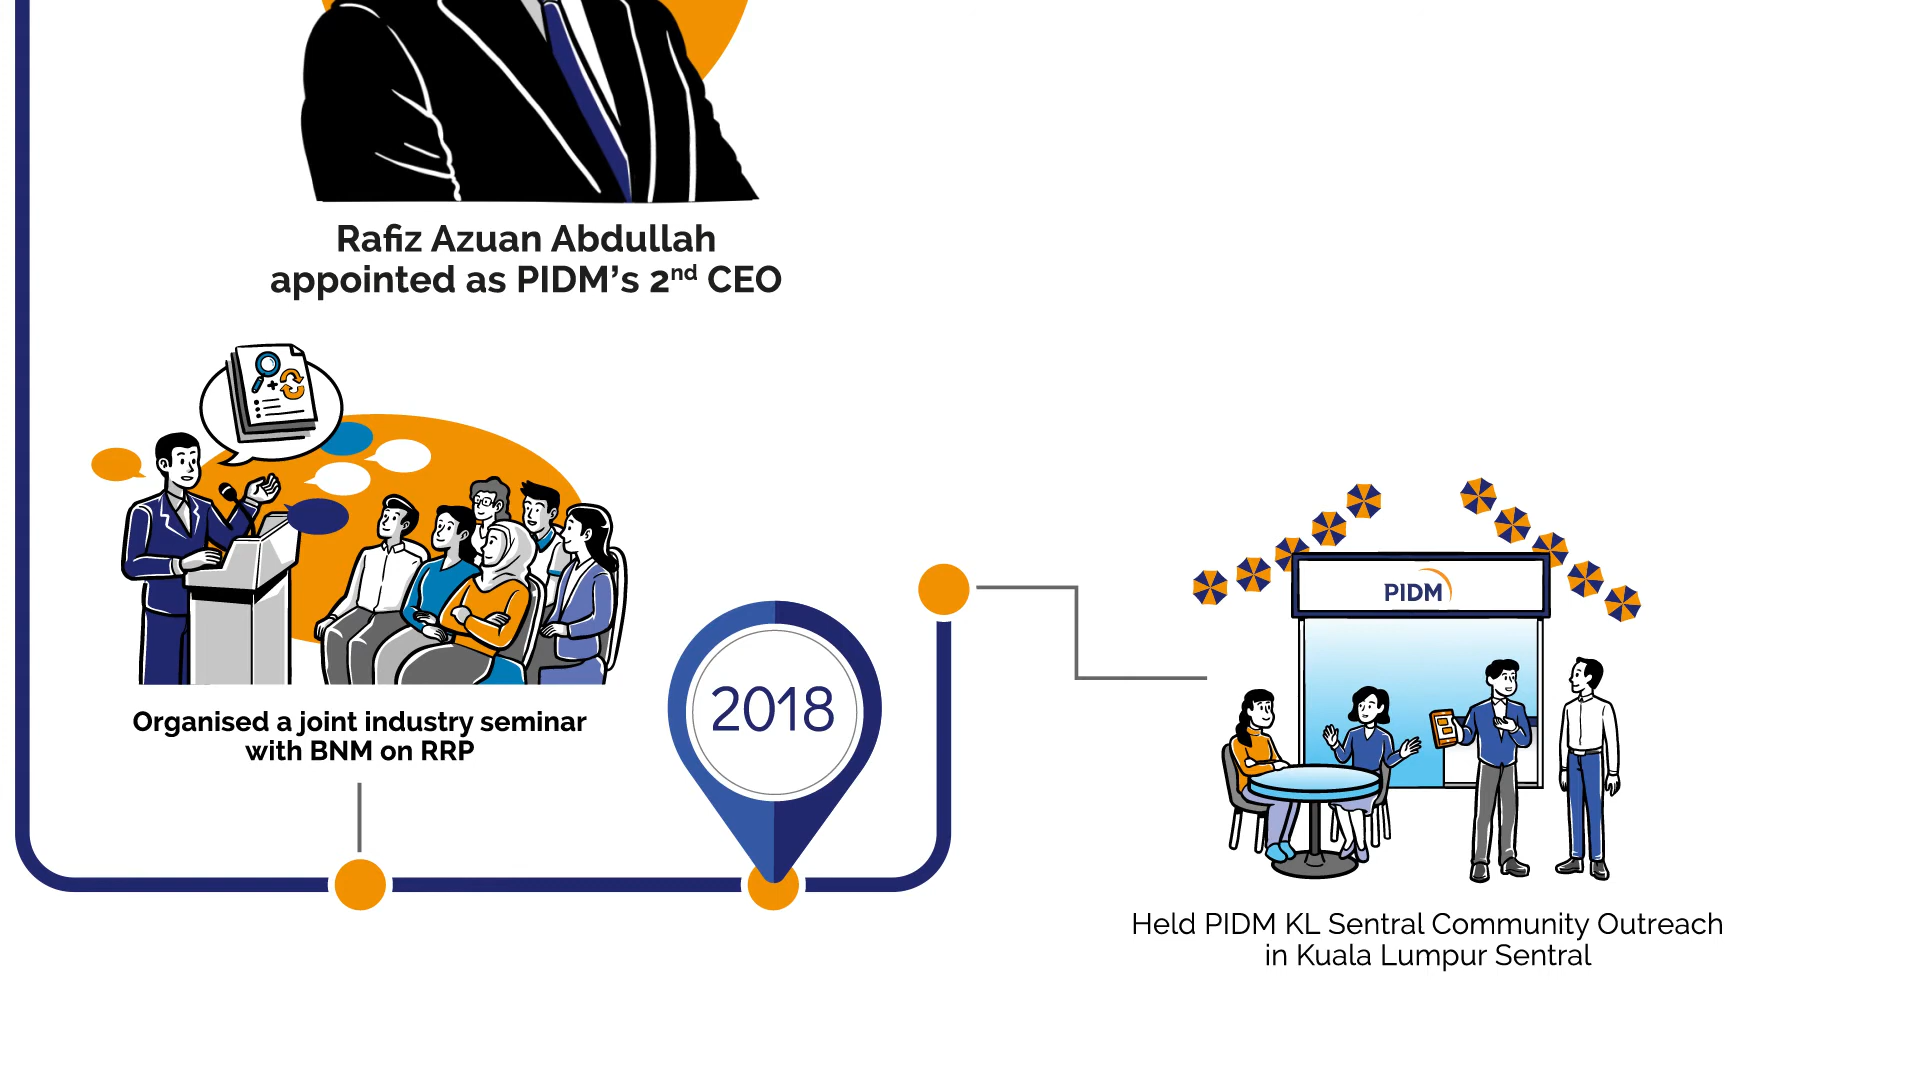 Rafiz Azuan Abdullah
appointed as PIDM's 2nd CEO
Organised a joint industry seminar
with BNM on RRP
2018
PIDM
Held PIDM KL Sentral Community Outreach
in Kuala Lumpur Sentral